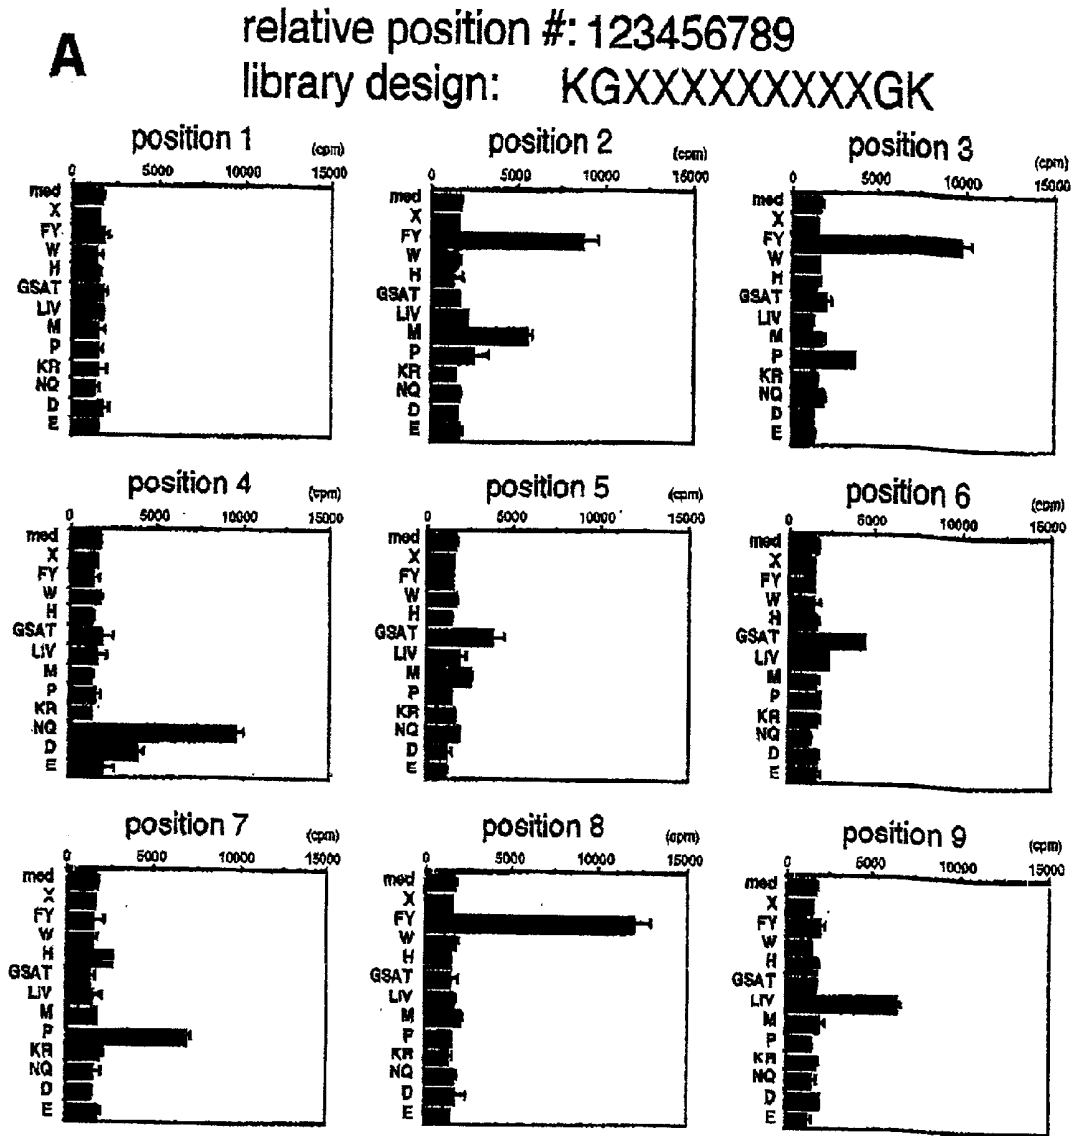 A
relative position #: 123456789
library design: KGXXXXXXXXXGK
position 1
(cpm)
0 5000 10000 15000
med
X
FY
W
H
GSAT
LIV
M
P
KR
NQ
D
E
position 2
(cpm)
0 5000 10000 15000
med
X
FY
W
H
GSAT
LIV
M
P
KR
NQ
D
E
position 3
(cpm)
0 5000 10000 15000
med
X
FY
W
H
GSAT
LIV
M
P
KR
NQ
D
E
position 4
(cpm)
0 5000 10000 15000
med
X
FY
W
H
GSAT
LIV
M
P
KR
NQ
D
E
position 5
(cpm)
0 5000 10000 15000
med
X
FY
W
H
GSAT
LIV
M
P
KR
NQ
D
E
position 6
(cpm)
0 5000 10000 15000
med
X
FY
W
H
GSAT
LIV
M
P
KR
NQ
D
E
position 7
(cpm)
0 5000 10000 15000
med
X
FY
W
H
GSAT
LIV
M
P
KR
NQ
D
E
position 8
(cpm)
0 5000 10000 15000
med
X
FY
W
H
GSAT
LIV
M
P
KR
NQ
D
E
position 9
(cpm)
0 5000 10000 15000
med
X
FY
W
H
GSAT
LIV
M
P
KR
NQ
D
E